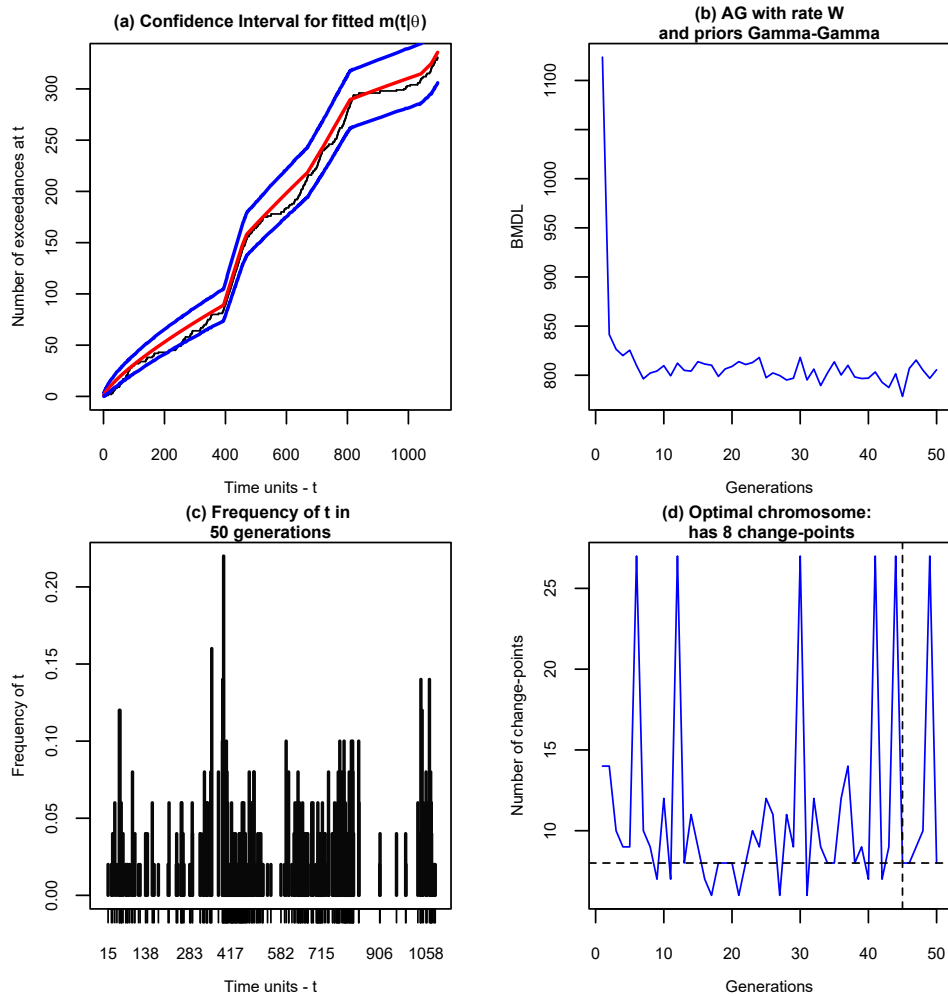 (a) Confidence Interval for fitted m(t|θ)
Number of exceedances at t
300
250
200
150
100
50
0
0 200 400 600 800 1000
Time units - t
(b) AG with rate W
and priors Gamma-Gamma
BMDL
1100
1000
950
900
850
800
0 10 20 30 40 50
Generations
(c) Frequency of t in
50 generations
Frequency of t
0.20
0.15
0.10
0.05
0.00
15 138 283 417 582 715 906 1058
Time units - t
(d) Optimal chromosome:
has 8 change-points
Number of change-points
25
20
15
10
0 10 20 30 40 50
Generations